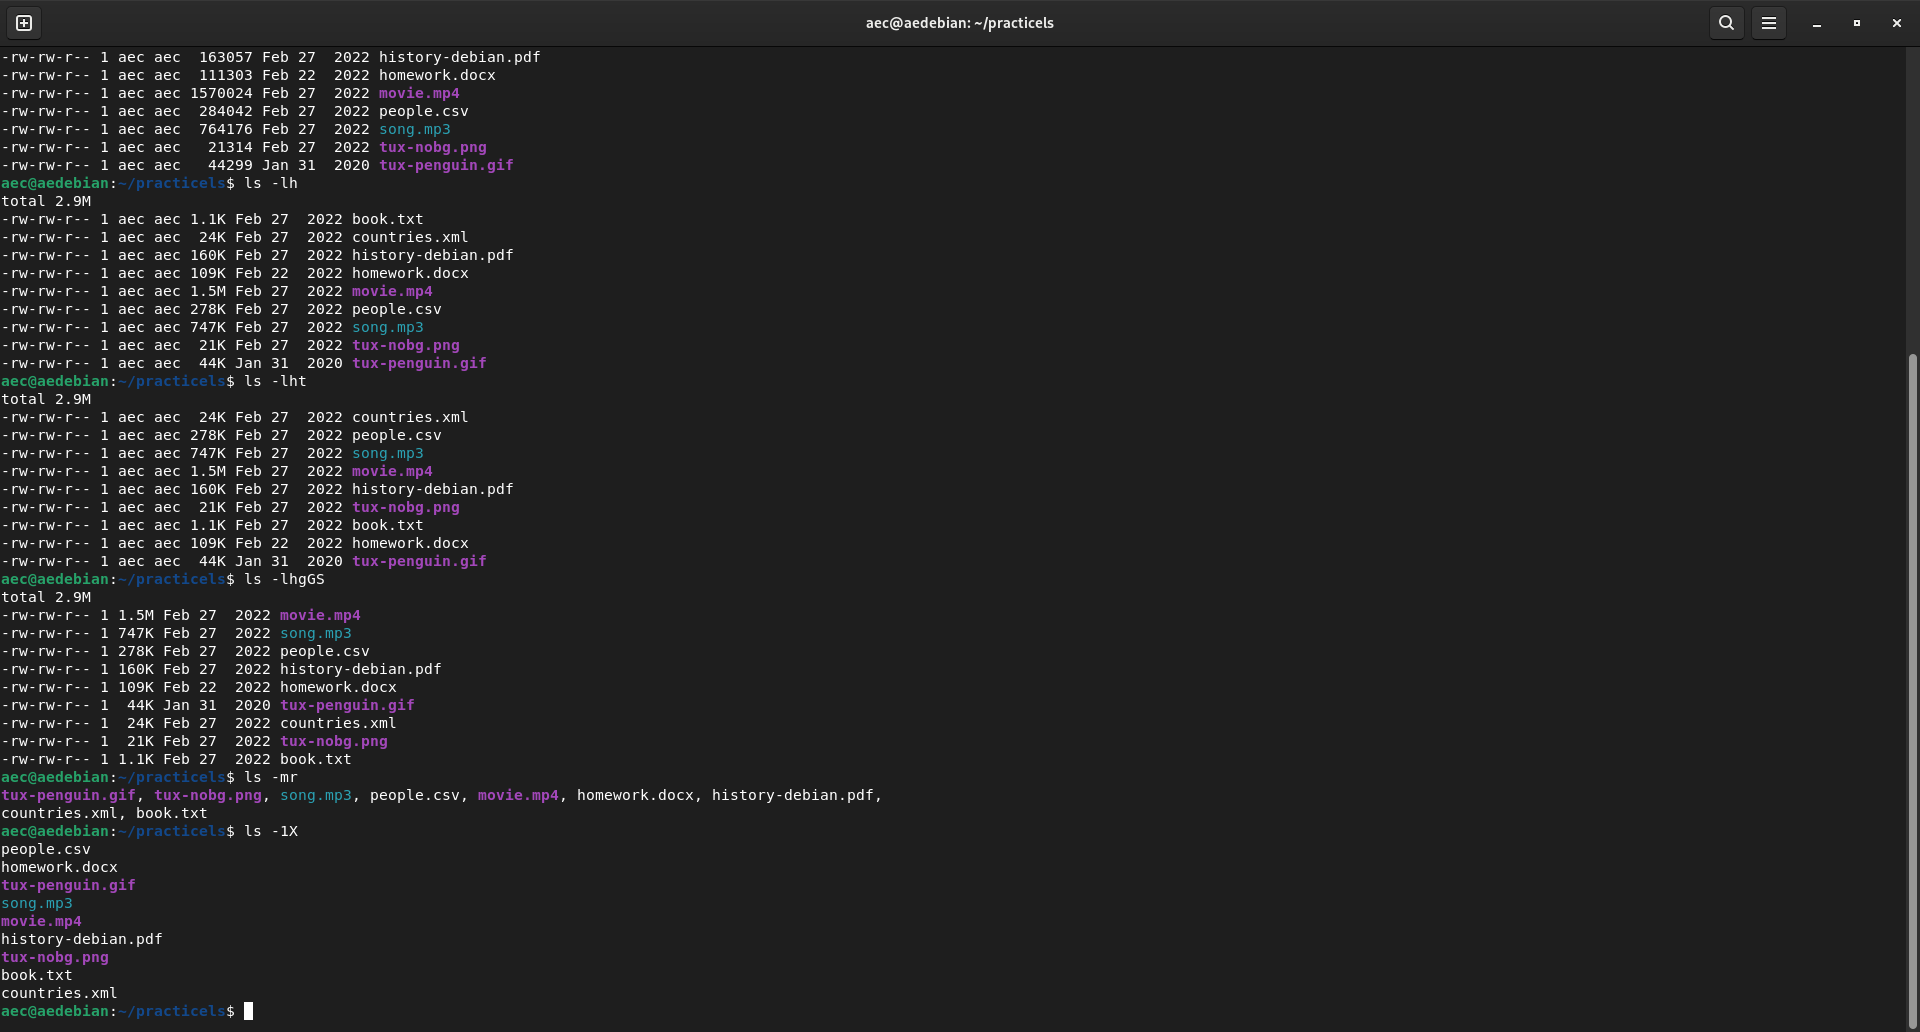 aec@aedebian: ~/practicels
-rw-rw-r-- 1 aec aec  163057 Feb 27  2022 history-debian.pdf
-rw-rw-r-- 1 aec aec  111303 Feb 22  2022 homework.docx
-rw-rw-r-- 1 aec aec 1570024 Feb 27  2022 movie.mp4
-rw-rw-r-- 1 aec aec  284042 Feb 27  2022 people.csv
-rw-rw-r-- 1 aec aec  764176 Feb 27  2022 song.mp3
-rw-rw-r-- 1 aec aec   21314 Feb 27  2022 tux-nobg.png
-rw-rw-r-- 1 aec aec   44299 Jan 31  2020 tux-penguin.gif
aec@aedebian:~/practicels$ ls -lh
total 2.9M
-rw-rw-r-- 1 aec aec 1.1K Feb 27  2022 book.txt
-rw-rw-r-- 1 aec aec  24K Feb 27  2022 countries.xml
-rw-rw-r-- 1 aec aec 160K Feb 27  2022 history-debian.pdf
-rw-rw-r-- 1 aec aec 109K Feb 22  2022 homework.docx
-rw-rw-r-- 1 aec aec 1.5M Feb 27  2022 movie.mp4
-rw-rw-r-- 1 aec aec 278K Feb 27  2022 people.csv
-rw-rw-r-- 1 aec aec 747K Feb 27  2022 song.mp3
-rw-rw-r-- 1 aec aec  21K Feb 27  2022 tux-nobg.png
-rw-rw-r-- 1 aec aec  44K Jan 31  2020 tux-penguin.gif
aec@aedebian:~/practicels$ ls -lht
total 2.9M
-rw-rw-r-- 1 aec aec  24K Feb 27  2022 countries.xml
-rw-rw-r-- 1 aec aec 278K Feb 27  2022 people.csv
-rw-rw-r-- 1 aec aec 747K Feb 27  2022 song.mp3
-rw-rw-r-- 1 aec aec 1.5M Feb 27  2022 movie.mp4
-rw-rw-r-- 1 aec aec 160K Feb 27  2022 history-debian.pdf
-rw-rw-r-- 1 aec aec  21K Feb 27  2022 tux-nobg.png
-rw-rw-r-- 1 aec aec 1.1K Feb 27  2022 book.txt
-rw-rw-r-- 1 aec aec 109K Feb 22  2022 homework.docx
-rw-rw-r-- 1 aec aec  44K Jan 31  2020 tux-penguin.gif
aec@aedebian:~/practicels$ ls -lhgGS
total 2.9M
-rw-rw-r-- 1 1.5M Feb 27  2022 movie.mp4
-rw-rw-r-- 1 747K Feb 27  2022 song.mp3
-rw-rw-r-- 1 278K Feb 27  2022 people.csv
-rw-rw-r-- 1 160K Feb 27  2022 history-debian.pdf
-rw-rw-r-- 1 109K Feb 22  2022 homework.docx
-rw-rw-r-- 1  44K Jan 31  2020 tux-penguin.gif
-rw-rw-r-- 1  24K Feb 27  2022 countries.xml
-rw-rw-r-- 1  21K Feb 27  2022 tux-nobg.png
-rw-rw-r-- 1 1.1K Feb 27  2022 book.txt
aec@aedebian:~/practicels$ ls -mr
tux-penguin.gif, tux-nobg.png, song.mp3, people.csv, movie.mp4, homework.docx, history-debian.pdf,
countries.xml, book.txt
aec@aedebian:~/practicels$ ls -1X
people.csv
homework.docx
tux-penguin.gif
song.mp3
movie.mp4
history-debian.pdf
tux-nobg.png
book.txt
countries.xml
aec@aedebian:~/practicels$